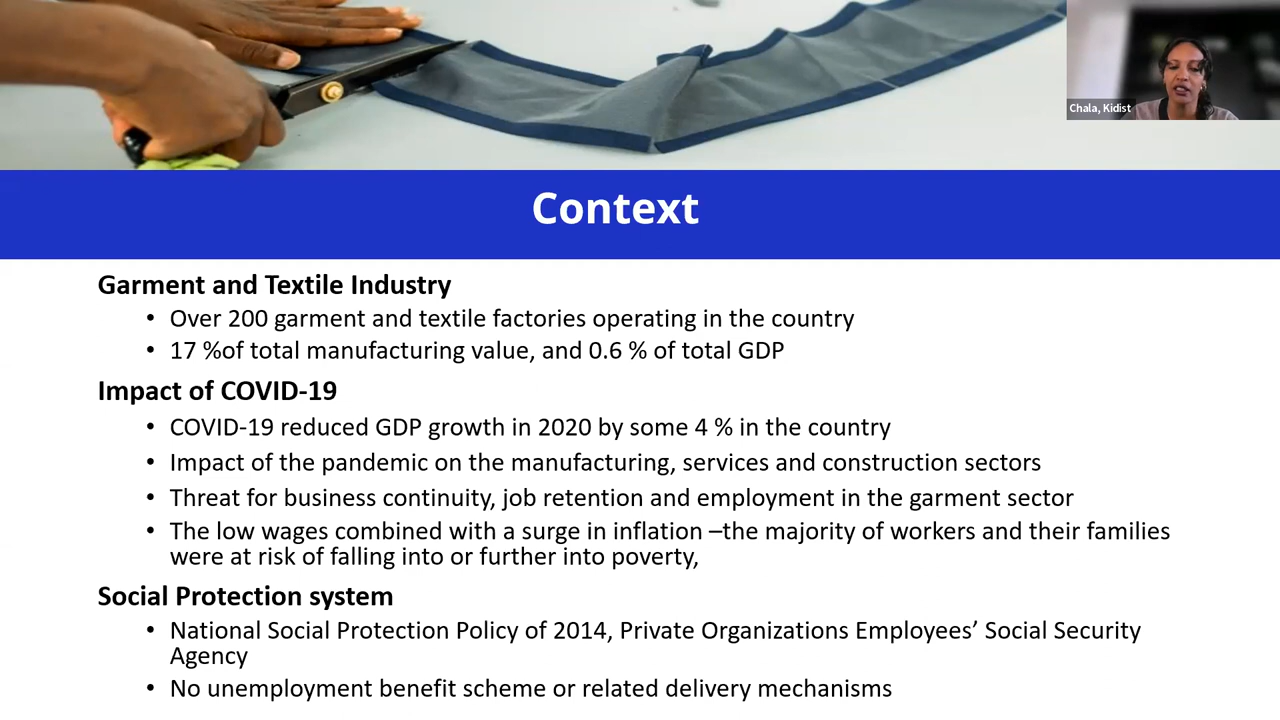 Chala, Kidist
Context
Garment and Textile Industry
• Over 200 garment and textile factories operating in the country
• 17 %of total manufacturing value, and 0.6 % of total GDP
Impact of COVID-19
• COVID-19 reduced GDP growth in 2020 by some 4 % in the country
• Impact of the pandemic on the manufacturing, services and construction sectors
• Threat for business continuity, job retention and employment in the garment sector
• The low wages combined with a surge in inflation –the majority of workers and their families
were at risk of falling into or further into poverty,
Social Protection system
• National Social Protection Policy of 2014, Private Organizations Employees’ Social Security
Agency
• No unemployment benefit scheme or related delivery mechanisms